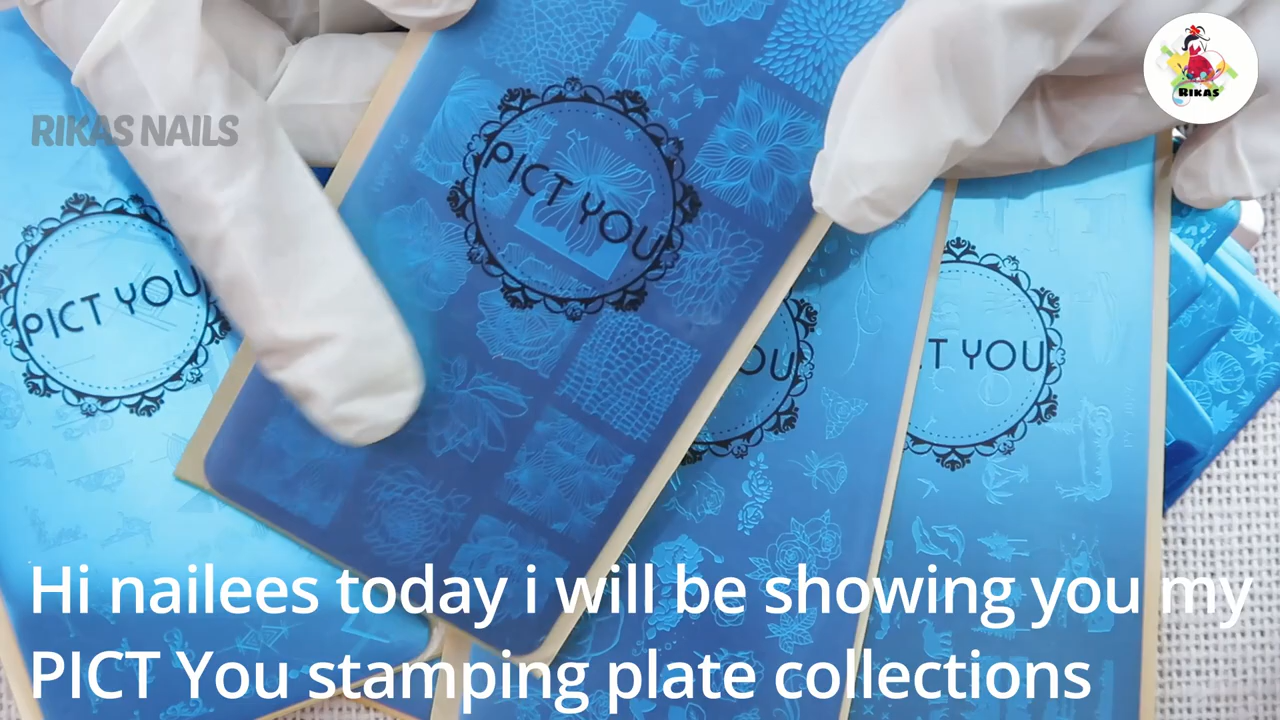 RIKAS NAILS
RIKAS
PICT YOU
PICT YOU
YOU
T YOU
Hi nailees today i will be showing you my
PICT You stamping plate collections